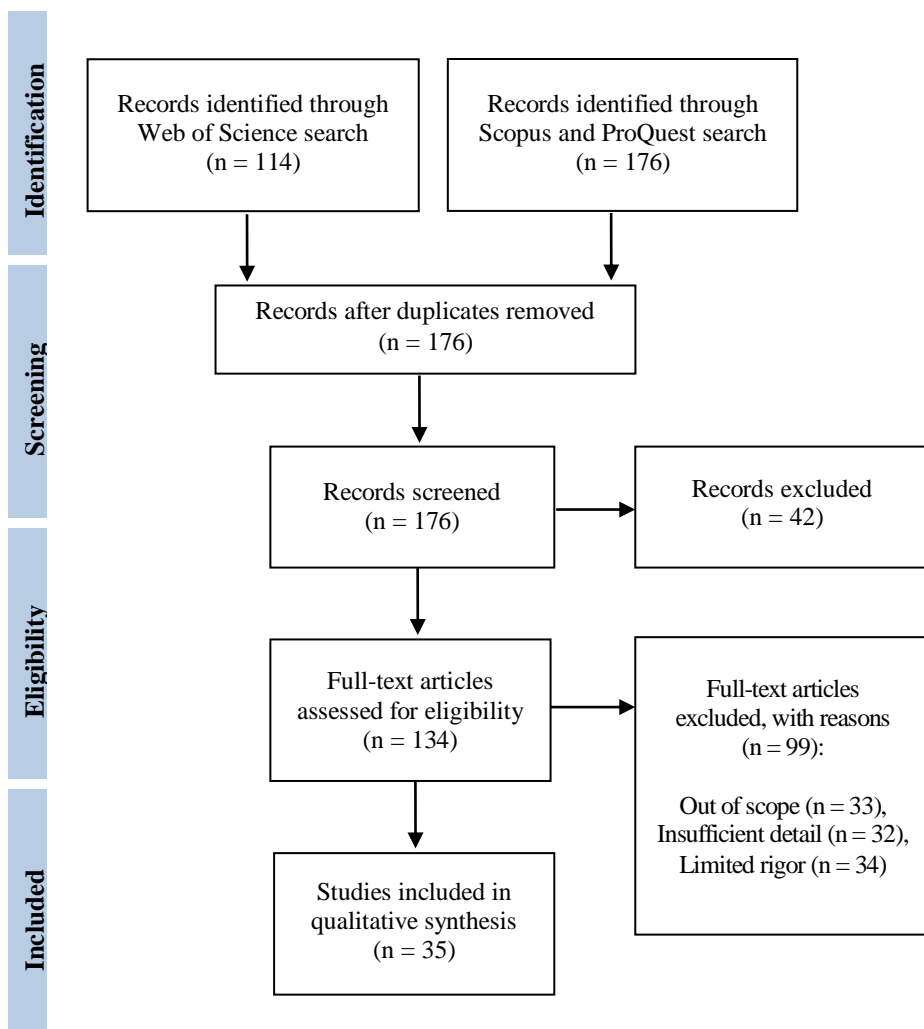 Identification
Records identified through
Web of Science search
(n = 114)
Records identified through
Scopus and ProQuest search
(n = 176)
Screening
Records after duplicates removed
(n = 176)
Records screened
(n = 176)
Records excluded
(n = 42)
Eligibility
Full-text articles
assessed for eligibility
(n = 134)
Full-text articles
excluded, with reasons
(n = 99):
Out of scope (n = 33),
Insufficient detail (n = 32),
Limited rigor (n = 34)
Included
Studies included in
qualitative synthesis
(n = 35)